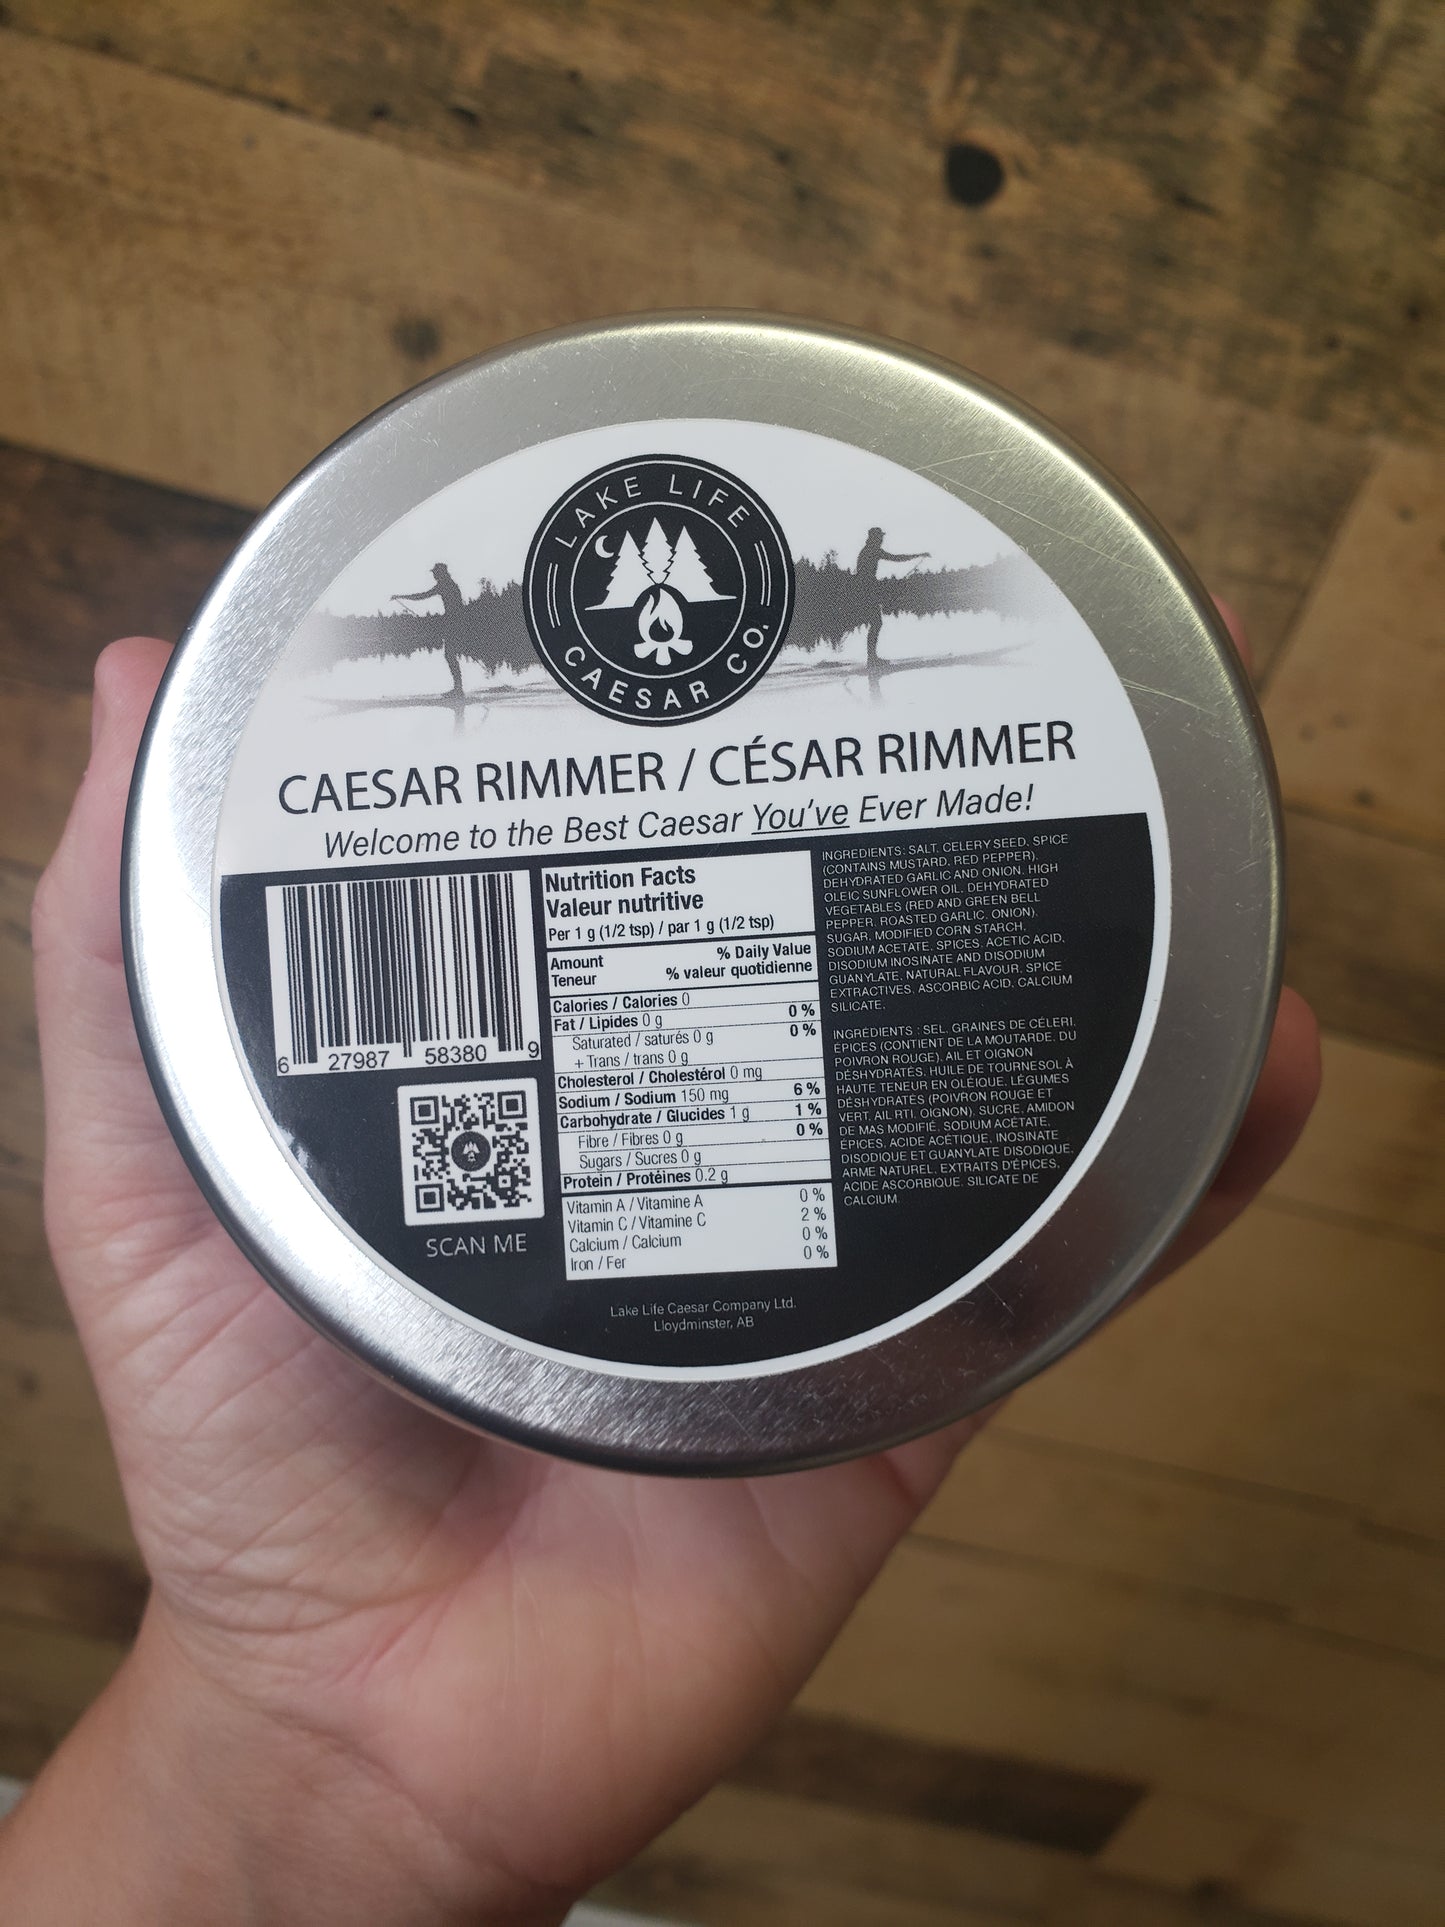 LAKE LIFE
CAESAR CO.
CAESAR RIMMER / CÉSAR RIMMER
Welcome to the Best Caesar You've Ever Made!
6 27987 58380 9
SCAN ME
Nutrition Facts
Valeur nutritive
Per 1 g (1/2 tsp) / par 1 g (1/2 tsp)
Amount % Daily Value
Teneur % valeur quotidienne
Calories / Calories 0
Fat / Lipides 0 g 0 %
Saturated / saturés 0 g 0 %
+ Trans / trans 0 g
Cholesterol / Cholestérol 0 mg
Sodium / Sodium 150 mg 6 %
Carbohydrate / Glucides 1 g 1 %
Fibre / Fibres 0 g 0 %
Sugars / Sucres 0 g
Protein / Protéines 0.2 g
Vitamin A / Vitamine A 0 %
Vitamin C / Vitamine C 2 %
Calcium / Calcium 0 %
Iron / Fer 0 %
INGREDIENTS: SALT, CELERY SEED, SPICE
(CONTAINS MUSTARD, RED PEPPER),
DEHYDRATED GARLIC AND ONION, HIGH
OLEIC SUNFLOWER OIL, DEHYDRATED
VEGETABLES (RED AND GREEN BELL
PEPPER, ROASTED GARLIC, ONION),
SUGAR, MODIFIED CORN STARCH,
SODIUM ACETATE, SPICES, ACETIC ACID,
DISODIUM INOSINATE AND DISODIUM
GUANYLATE, NATURAL FLAVOUR, SPICE
EXTRACTIVES, ASCORBIC ACID, CALCIUM
SILICATE.
INGRÉDIENTS : SEL, GRAINES DE CÉLERI,
ÉPICES (CONTIENT DE LA MOUTARDE, DU
POIVRON ROUGE), AIL ET OIGNON
DÉSHYDRATÉS, HUILE DE TOURNESOL À
HAUTE TENEUR EN OLÉIQUE, LÉGUMES
DÉSHYDRATÉS (POIVRON ROUGE ET
VERT, AIL RTI, OIGNON), SUCRE, AMIDON
DE MAS MODIFIÉ, SODIUM ACÉTATE,
ÉPICES, ACIDE ACÉTIQUE, INOSINATE
DISODIQUE ET GUANYLATE DISODIQUE,
ARME NATUREL, EXTRAITS D'ÉPICES,
ACIDE ASCORBIQUE, SILICATE DE
CALCIUM.
Lake Life Caesar Company Ltd.
Lloydminster, AB